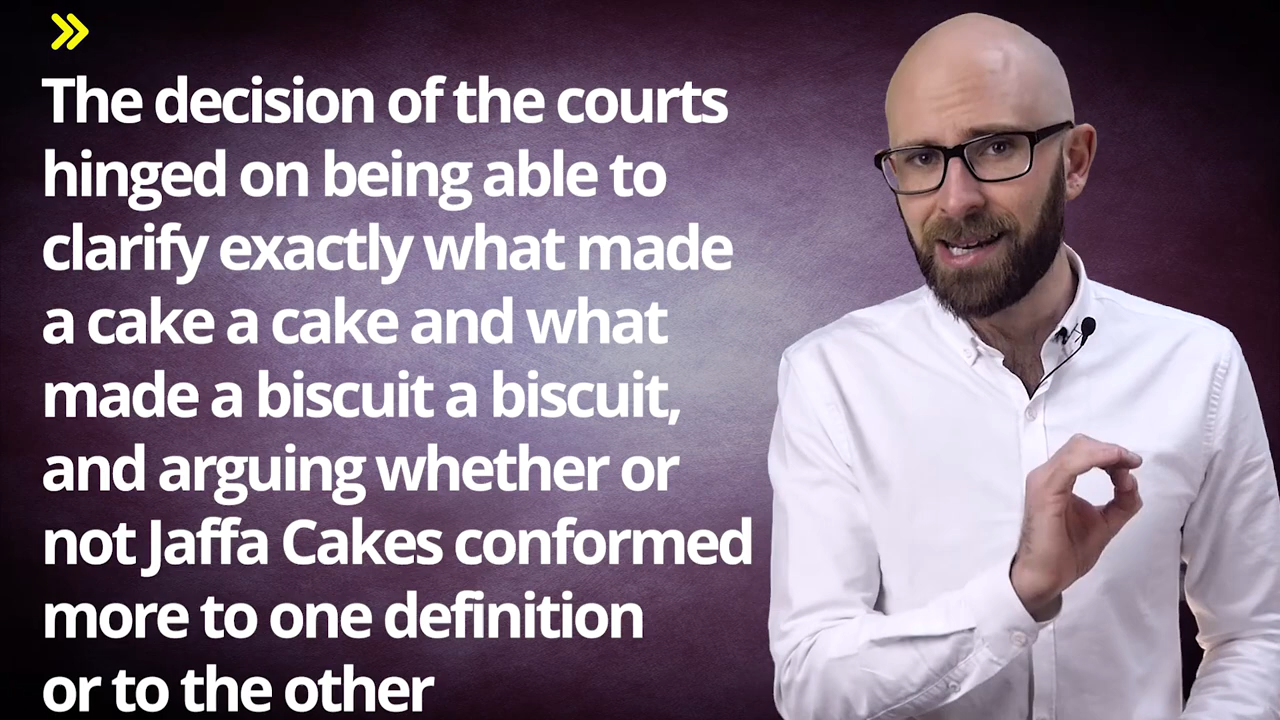 The decision of the courts
hinged on being able to
clarify exactly what made
a cake a cake and what
made a biscuit a biscuit,
and arguing whether or
not Jaffa Cakes conformed
more to one definition
or to the other